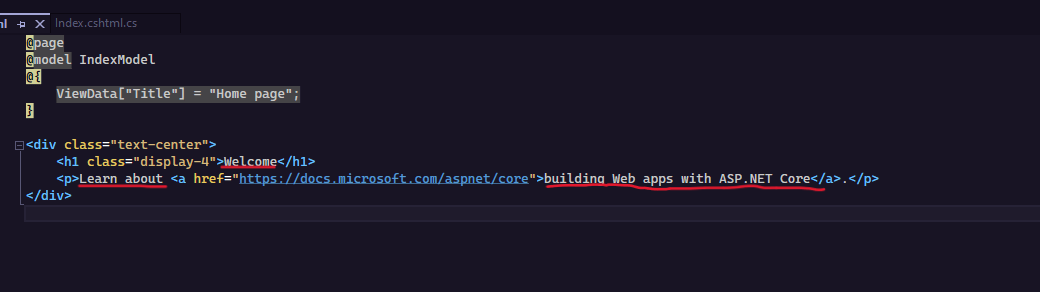 ml Index.cshtml.cs
@page
@model IndexModel
@{
ViewData["Title"] = "Home page";
}
<div class="text-center">
<h1 class="display-4">Welcome</h1>
<p>Learn about <a href="https://docs.microsoft.com/aspnet/core">building Web apps with ASP.NET Core</a>.</p>
</div>